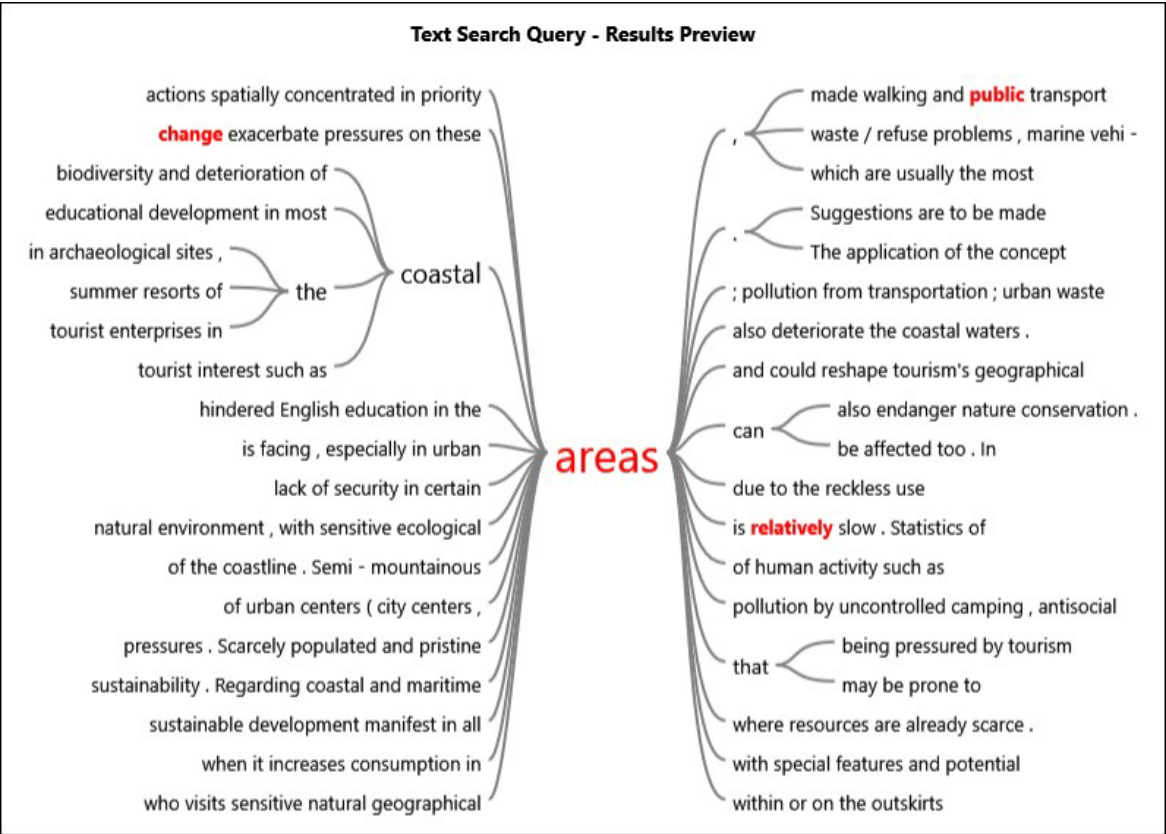 Text Search Query - Results Preview
actions spatially concentrated in priority
change exacerbate pressures on these
biodiversity and deterioration of
educational development in most
in archaeological sites ,
summer resorts of
tourist enterprises in
the
tourist interest such as
coastal
hindered English education in the
is facing , especially in urban
lack of security in certain
natural environment , with sensitive ecological
of the coastline . Semi - mountainous
of urban centers ( city centers ,
pressures . Scarcely populated and pristine
sustainability . Regarding coastal and maritime
sustainable development manifest in all
when it increases consumption in
who visits sensitive natural geographical
areas
,
made walking and public transport
waste / refuse problems , marine vehi -
which are usually the most
.
Suggestions are to be made
The application of the concept
; pollution from transportation ; urban waste
also deteriorate the coastal waters .
and could reshape tourism's geographical
can
also endanger nature conservation .
be affected too . In
due to the reckless use
is relatively slow . Statistics of
of human activity such as
pollution by uncontrolled camping , antisocial
that
being pressured by tourism
may be prone to
where resources are already scarce .
with special features and potential
within or on the outskirts